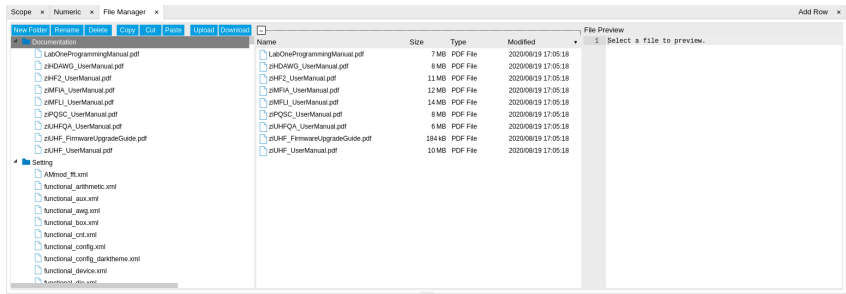 Scope × Numeric × File Manager × Add Row ×
New Folder Rename Delete Copy Cut Paste Upload Download File Preview
Documentation
LabOneProgrammingManual.pdf
ziHDAWG_UserManual.pdf
ziHF2_UserManual.pdf
ziMFIA_UserManual.pdf
ziMFLI_UserManual.pdf
ziPQSC_UserManual.pdf
ziUHFQA_UserManual.pdf
ziUHF_FirmwareUpgradeGuide.pdf
ziUHF_UserManual.pdf
Setting
AMmod_fft.xml
functional_arithmetic.xml
functional_aux.xml
functional_awg.xml
functional_box.xml
functional_cnt.xml
functional_config.xml
functional_config_darktheme.xml
functional_device.xml
functional_dio.xml
Name Size Type Modified
LabOneProgrammingManual.pdf 7 MB PDF File 2020/08/19 17:05:18
ziHDAWG_UserManual.pdf 8 MB PDF File 2020/08/19 17:05:18
ziHF2_UserManual.pdf 11 MB PDF File 2020/08/19 17:05:18
ziMFIA_UserManual.pdf 12 MB PDF File 2020/08/19 17:05:18
ziMFLI_UserManual.pdf 14 MB PDF File 2020/08/19 17:05:18
ziPQSC_UserManual.pdf 8 MB PDF File 2020/08/19 17:05:18
ziUHFQA_UserManual.pdf 6 MB PDF File 2020/08/19 17:05:18
ziUHF_FirmwareUpgradeGuide.pdf 184 kB PDF File 2020/08/19 17:05:18
ziUHF_UserManual.pdf 10 MB PDF File 2020/08/19 17:05:18
1 Select a file to preview.